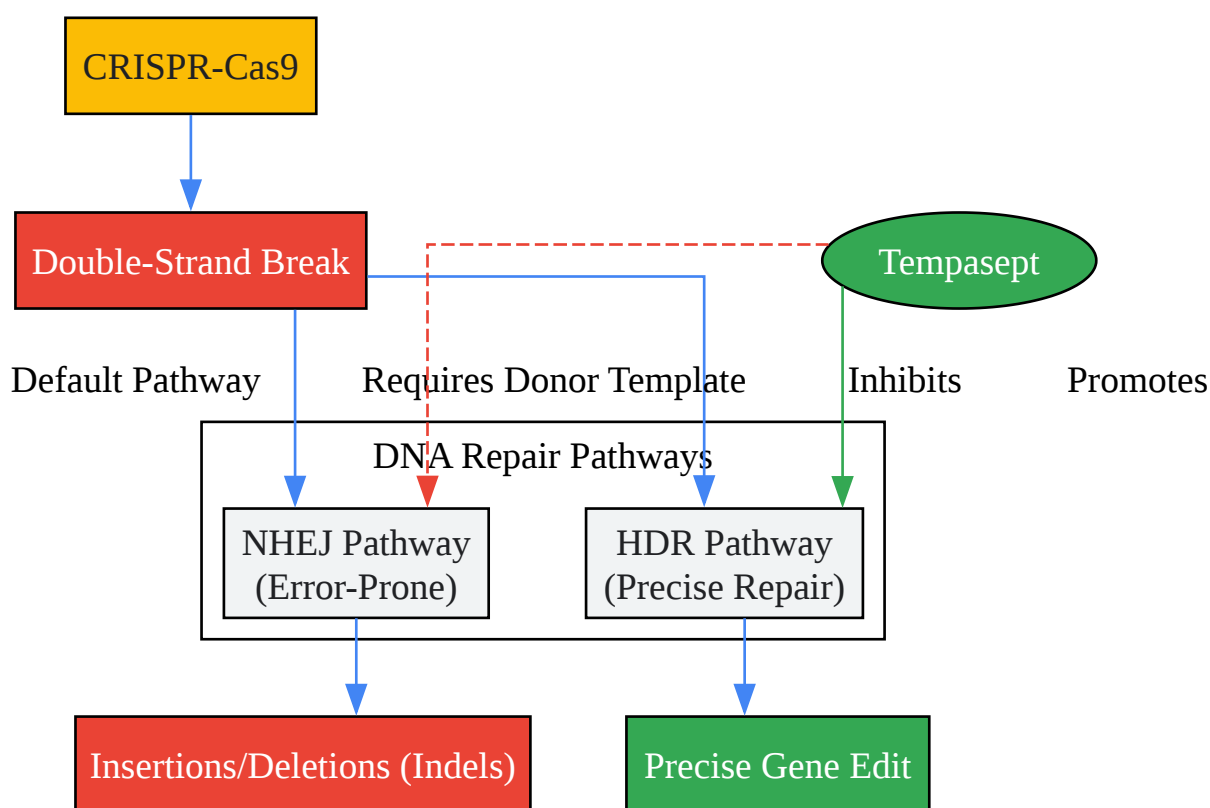 CRISPR-Cas9
Double-Strand Break
Tempasept
Default Pathway
Requires Donor Template
Inhibits
Promotes
DNA Repair Pathways
NHEJ Pathway
(Error-Prone)
HDR Pathway
(Precise Repair)
Insertions/Deletions (Indels)
Precise Gene Edit